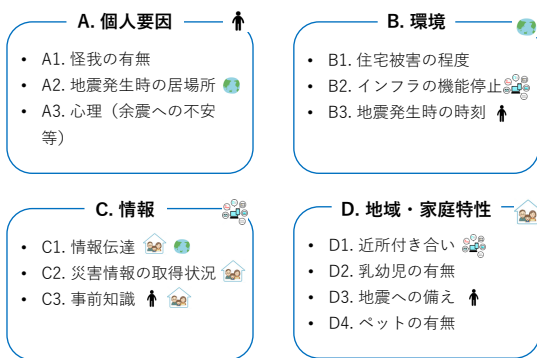 A. 個人要因
• A1. 怪我の有無
• A2. 地震発生時の居場所
• A3. 心理（余震への不安
等）
B. 環境
• B1. 住宅被害の程度
• B2. インフラの機能停止
• B3. 地震発生時の時刻
C. 情報
• C1. 情報伝達
• C2. 災害情報の取得状況
• C3. 事前知識
D. 地域・家庭特性
• D1. 近所付き合い
• D2. 乳幼児の有無
• D3. 地震への備え
• D4. ペットの有無